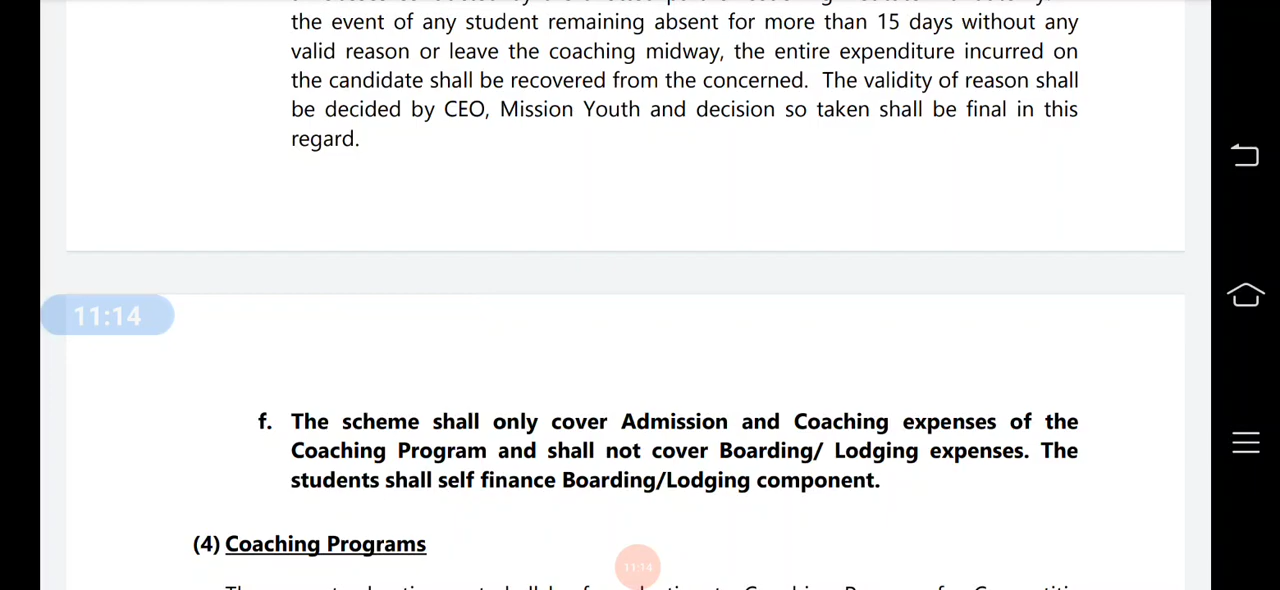 the event of any student remaining absent for more than 15 days without any
valid reason or leave the coaching midway, the entire expenditure incurred on
the candidate shall be recovered from the concerned. The validity of reason shall
be decided by CEO, Mission Youth and decision so taken shall be final in this
regard.
11:14
f. The scheme shall only cover Admission and Coaching expenses of the
Coaching Program and shall not cover Boarding/ Lodging expenses. The
students shall self finance Boarding/Lodging component.
(4) Coaching Programs
11:14